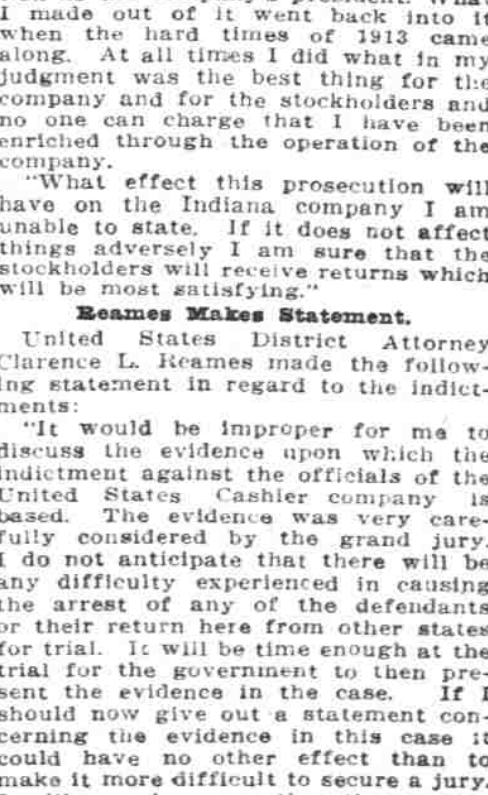 I made out of it went back into it
when the hard times of 1913 came
along. At all times I did what in my
judgment was the best thing for the
company and for the stockholders and
no one can charge that I have been
enriched through the operation of the
company.
"What effect this prosecution will
have on the Indiana company I am
unable to state. If it does not affect
things adversely I am sure that the
stockholders will receive returns which
will be most satisfying."
Reames Makes Statement.
United States District Attorney
Clarence L. Reames made the follow-
ing statement in regard to the indict-
ments:
"It would be improper for me to
discuss the evidence upon which the
indictment against the officials of the
United States Cashier company is
based. The evidence was very care-
fully considered by the grand jury.
I do not anticipate that there will be
any difficulty experienced in causing
the arrest of any of the defendants
or their return here from other states
for trial. It will be time enough at the
trial for the government to then pre-
sent the evidence in the case. If I
should now give out a statement con-
cerning the evidence in this case it
could have no other effect than to
make it more difficult to secure a jury.